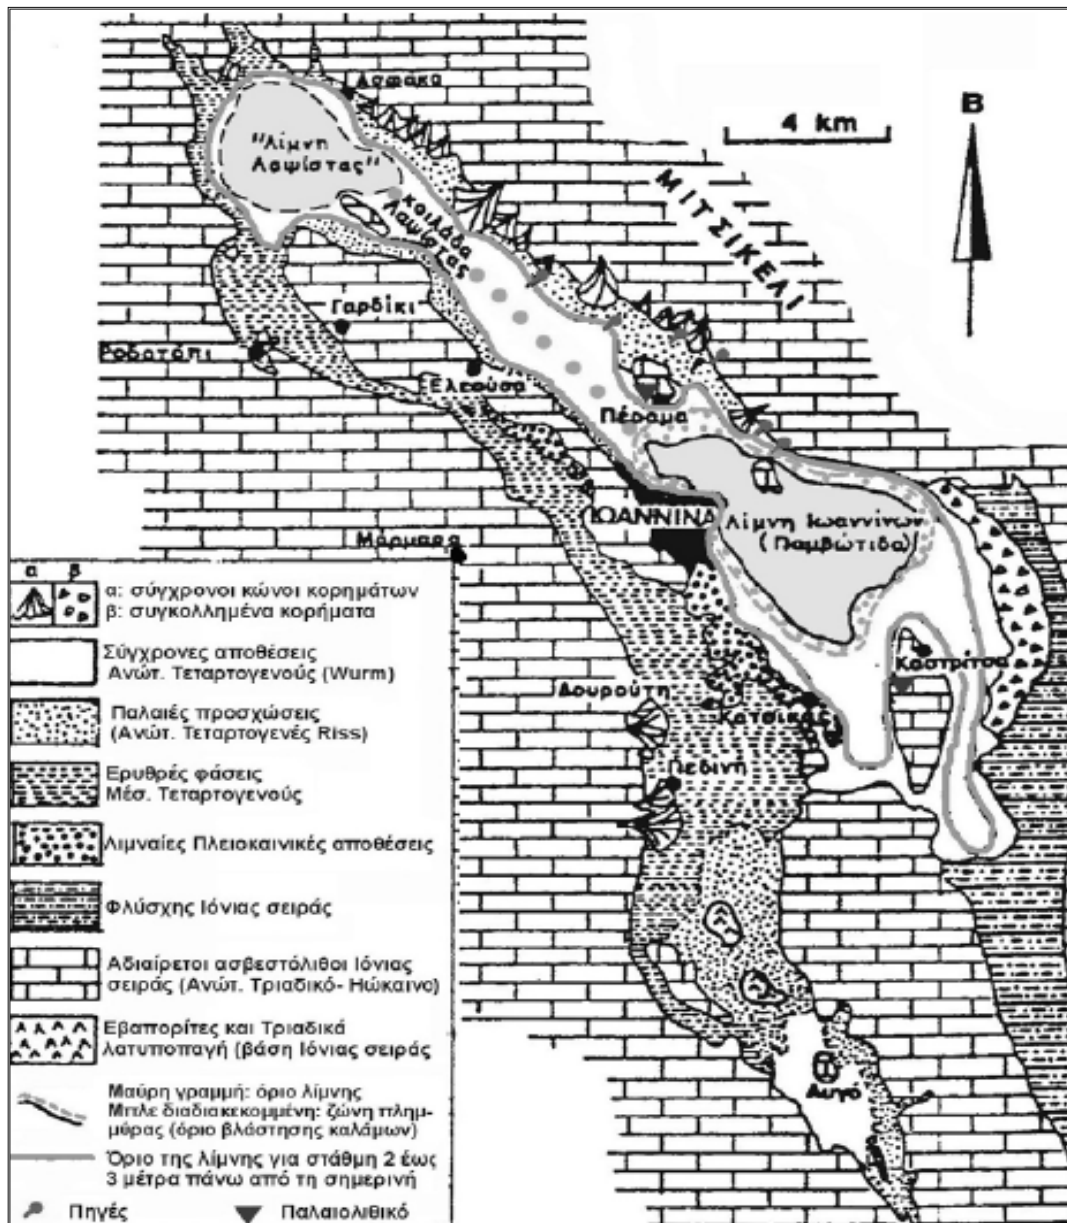 Ασφάκα
4 km
Β
"Λίμνη
Λαψίστας"
ΜΙΤΣΙΚΕΛΙ
κοιλάδα
Λαψίστας
Γαρδίκι
Ροδοτόπι
Ελεούσα
Πέραμα
ΙΩΑΝΝΙΝΑ
Λίμνη Ιωαννίνων
(Παμβώτιδα)
Μάρμαρα
Καστρίτσα
Δουρούτη
Κατσικάς
Πεδινή
Αυγό
α β
α: σύγχρονοι κώνοι κορημάτων
β: συγκολλημένα κορήματα
Σύγχρονες αποθέσεις
Ανώτ. Τεταρτογενούς (Wurm)
Παλαιές προσχώσεις
(Ανώτ. Τεταρτογενές Riss)
Ερυθρές φάσεις
Μέσ. Τεταρτογενούς
Λιμναίες Πλειοκαινικές αποθέσεις
Φλύσχης Ιόνιας σειράς
Αδιαίρετοι ασβεστόλιθοι Ιόνιας
σειράς (Ανώτ. Τριαδικό- Ηώκαινο)
Εβαπορίτες και Τριαδικά
λατυποπαγή (βάση Ιόνιας σειράς
Μαύρη γραμμή: όριο λίμνης
Μπλε διαδιακεκομμένη: ζώνη πλημ-
μύρας (όριο βλάστησης καλάμων)
Όριο της λίμνης για στάθμη 2 έως
3 μέτρα πάνω από τη σημερινή
Πηγές
Παλαιολιθικό